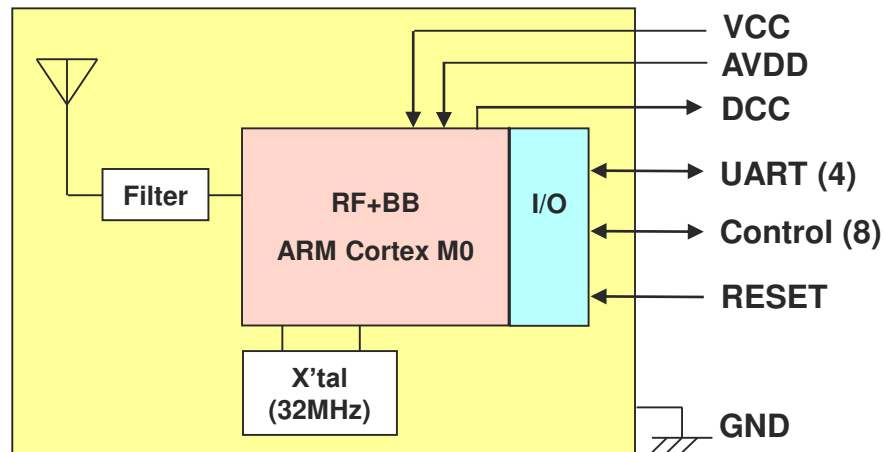 VCC
AVDD
DCC
UART (4)
Control (8)
RESET
GND
Filter
RF+BB
ARM Cortex M0
I/O
X’tal
(32MHz)